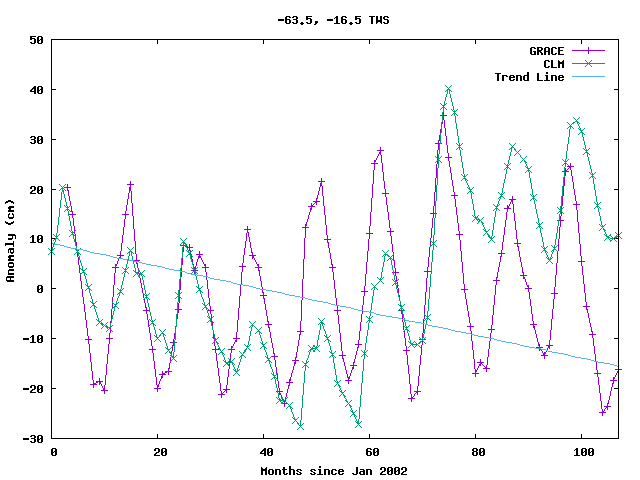 -63.5, -16.5 TWS
GRACE
CLM
Trend Line
50
40
30
20
10
0
-10
-20
-30
Anomaly (cm)
0 20 40 60 80 100
Months since Jan 2002